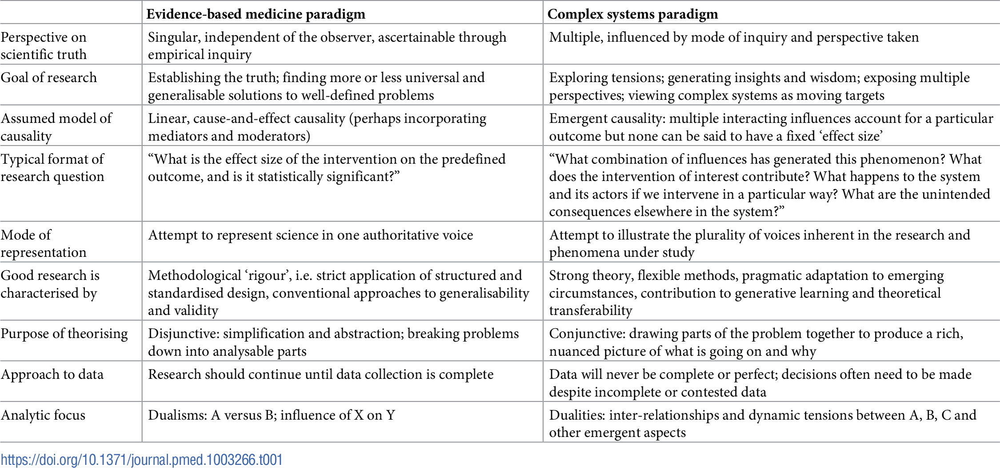 Evidence-based medicine paradigm
Complex systems paradigm
Perspective on
scientific truth
Singular, independent of the observer, ascertainable through
empirical inquiry
Multiple, influenced by mode of inquiry and perspective taken
Goal of research
Establishing the truth; finding more or less universal and
generalisable solutions to well-defined problems
Exploring tensions; generating insights and wisdom; exposing multiple
perspectives; viewing complex systems as moving targets
Assumed model of
causality
Linear, cause-and-effect causality (perhaps incorporating
mediators and moderators)
Emergent causality: multiple interacting influences account for a particular
outcome but none can be said to have a fixed ‘effect size’
Typical format of
research question
“What is the effect size of the intervention on the predefined
outcome, and is it statistically significant?”
“What combination of influences has generated this phenomenon? What
does the intervention of interest contribute? What happens to the system
and its actors if we intervene in a particular way? What are the unintended
consequences elsewhere in the system?”
Mode of
representation
Attempt to represent science in one authoritative voice
Attempt to illustrate the plurality of voices inherent in the research and
phenomena under study
Good research is
characterised by
Methodological ‘rigour’, i.e. strict application of structured and
standardised design, conventional approaches to generalisability
and validity
Strong theory, flexible methods, pragmatic adaptation to emerging
circumstances, contribution to generative learning and theoretical
transferability
Purpose of theorising
Disjunctive: simplification and abstraction; breaking problems
down into analysable parts
Conjunctive: drawing parts of the problem together to produce a rich,
nuanced picture of what is going on and why
Approach to data
Research should continue until data collection is complete
Data will never be complete or perfect; decisions often need to be made
despite incomplete or contested data
Analytic focus
Dualisms: A versus B; influence of X on Y
Dualities: inter-relationships and dynamic tensions between A, B, C and
other emergent aspects
https://doi.org/10.1371/journal.pmed.1003266.t001